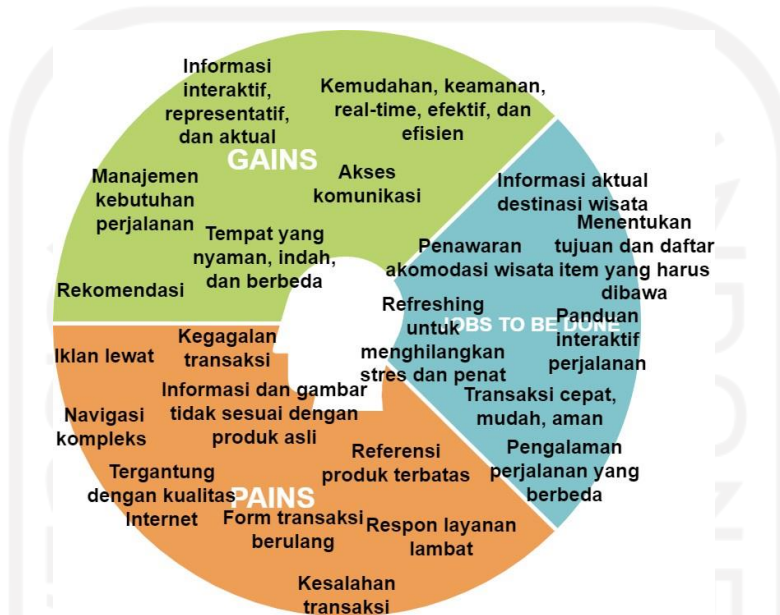 Informasi
interaktif,
representatif,
dan aktual
Kemudahan, keamanan,
real-time, efektif, dan
efisien
GAINS
Manajemen
kebutuhan
perjalanan
Akses
komunikasi
Tempat yang
nyaman, indah,
dan berbeda
Rekomendasi
Informasi aktual
destinasi wisata
Menentukan
tujuan dan daftar
item yang harus
dibawa
Penawaran
akomodasi wisata
Refreshing
untuk
menghilangkan
stres dan penat
JOBS TO BE DONE
Panduan
interaktif
perjalanan
Transaksi cepat,
mudah, aman
Pengalaman
perjalanan yang
berbeda
Iklan lewat
Kegagalan
transaksi
Informasi dan gambar
tidak sesuai dengan
produk asli
Navigasi
kompleks
Referensi
produk terbatas
Tergantung
dengan kualitas
Internet
PAINS
Form transaksi
berulang
Respon layanan
lambat
Kesalahan
transaksi